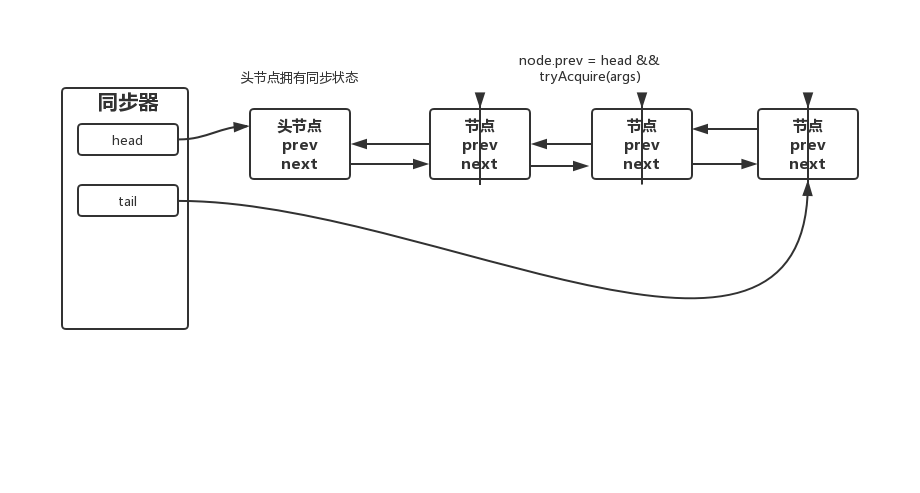 node.prev = head &&
tryAcquire(args)
头节点拥有同步状态
同步器
head
tail
头节点
prev
next
节点
prev
next
节点
prev
next
节点
prev
next